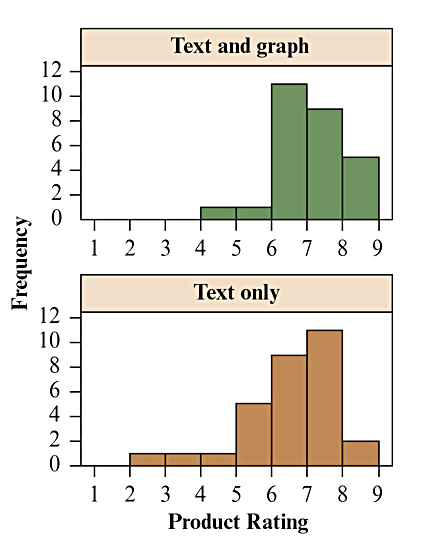 Text and graph
12
10
8
6
4
2
0
1 2 3 4 5 6 7 8 9
Frequency
Text only
12
10
8
6
4
2
0
1 2 3 4 5 6 7 8 9
Product Rating